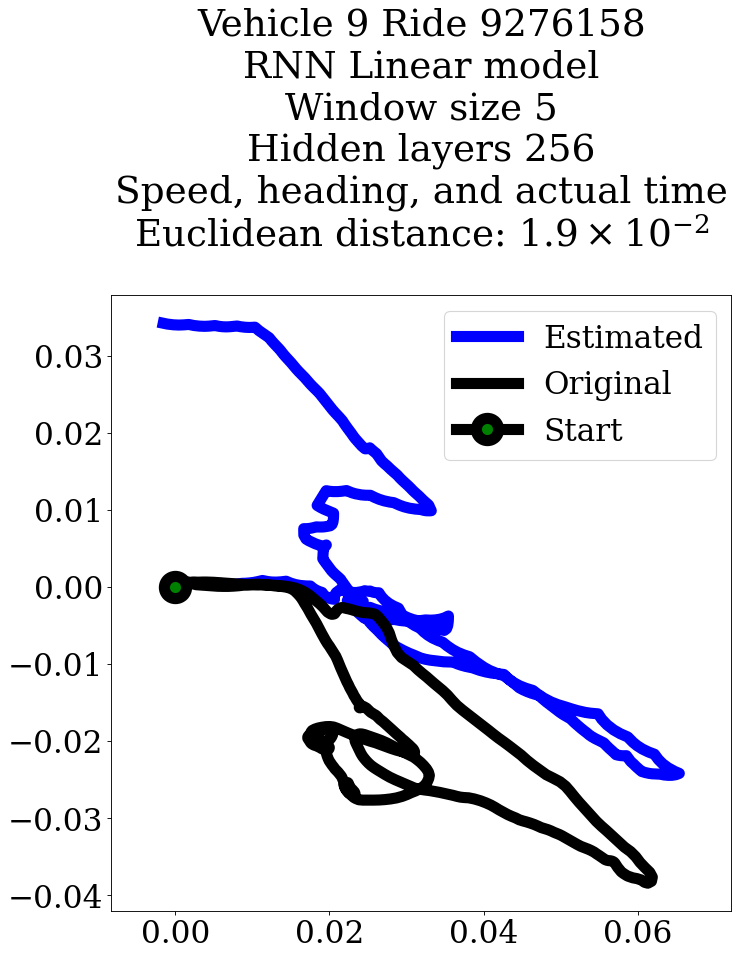 Vehicle 9 Ride 9276158
RNN Linear model
Window size 5
Hidden layers 256
Speed, heading, and actual time
Euclidean distance: 1.9 × 10⁻²
Estimated
Original
Start
0.03
0.02
0.01
0.00
−0.01
−0.02
−0.03
−0.04
0.00 0.02 0.04 0.06